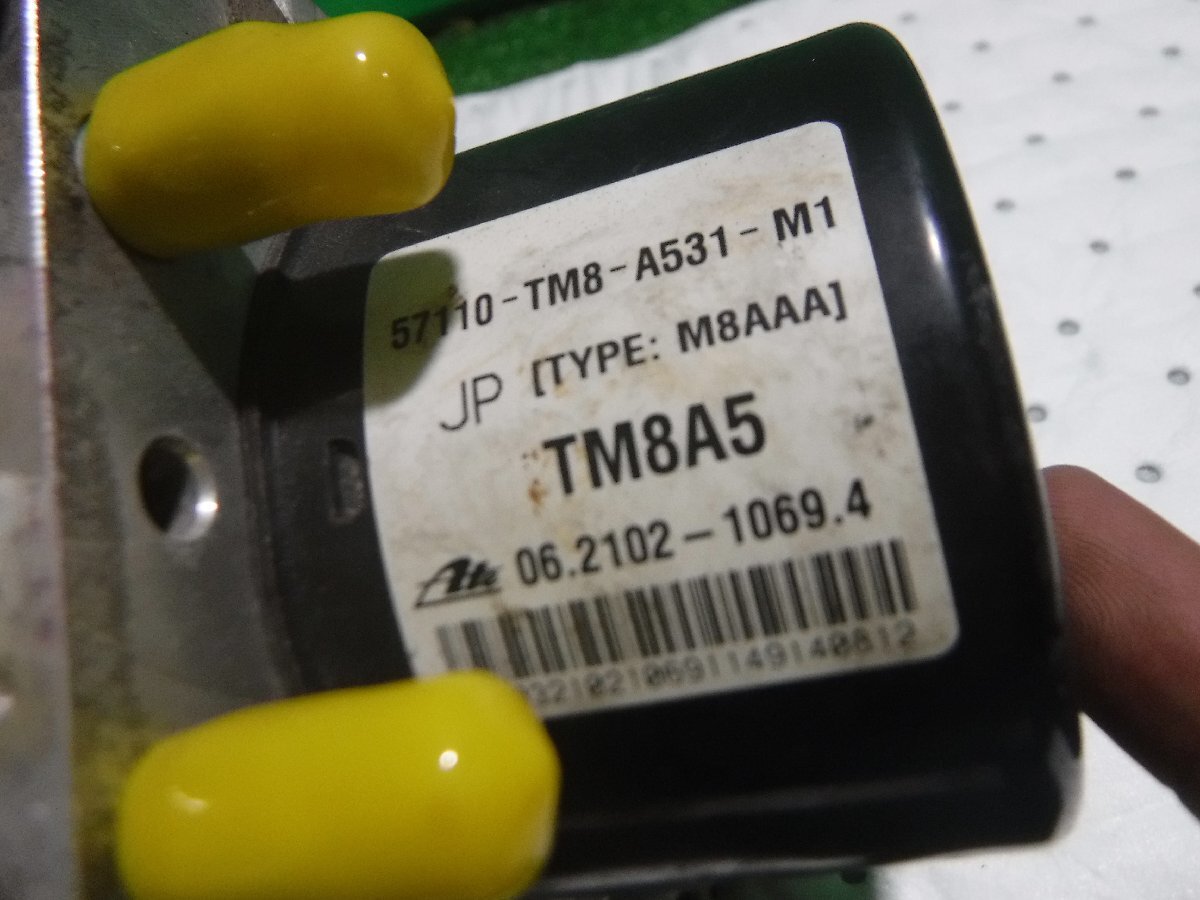 57110-TM8-A531-M1
JP [TYPE: M8AAA]
TM8A5
Ate 06.2102-1069.4